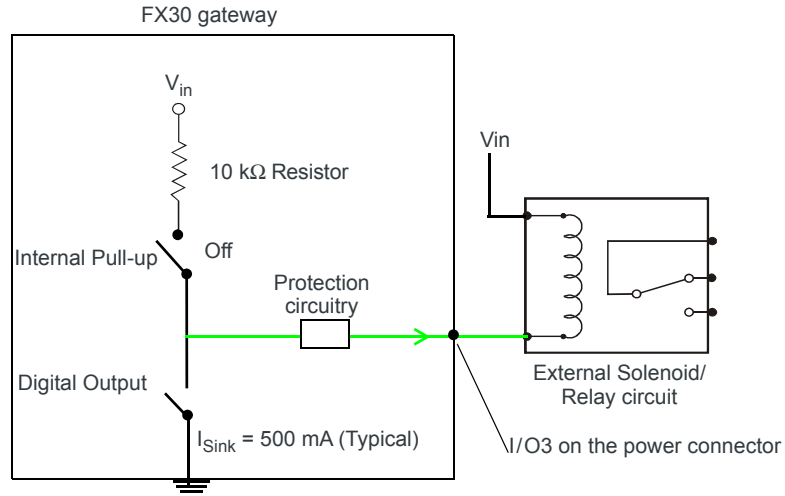 FX30 gateway
Vin
10 kΩ Resistor
Vin
Internal Pull-up
Off
Protection
circuitry
Digital Output
ISink = 500 mA (Typical)
External Solenoid/
Relay circuit
I/O3 on the power connector